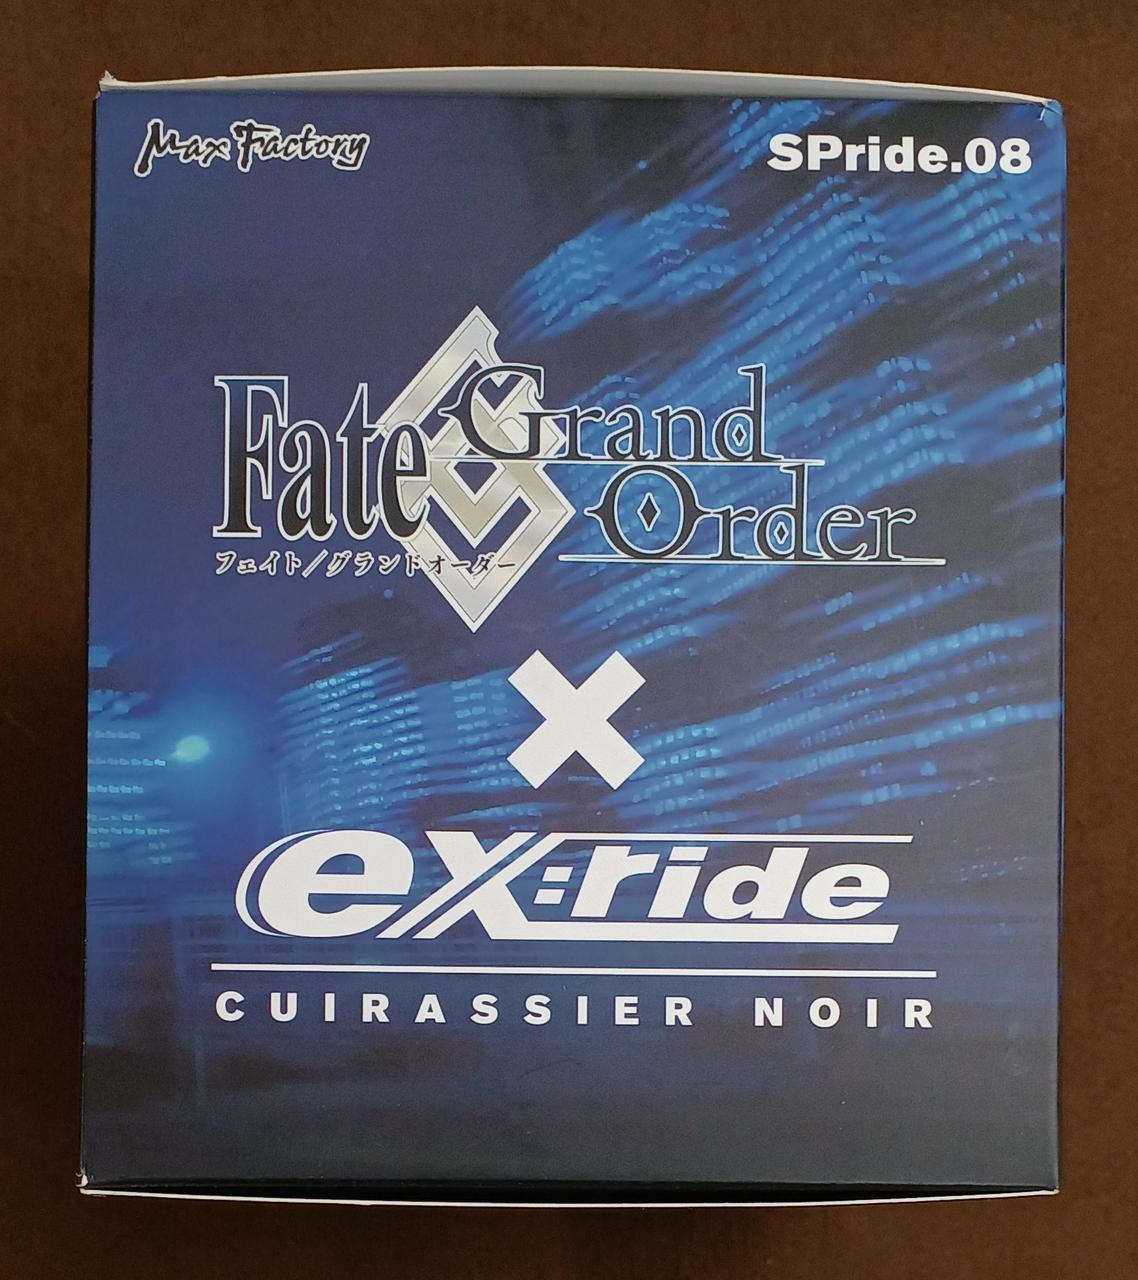 Max Factory
SPride.08
Fate Grand
Order
フェイト／グランドオーダー
×
ex:ride
CUIRASSIER NOIR